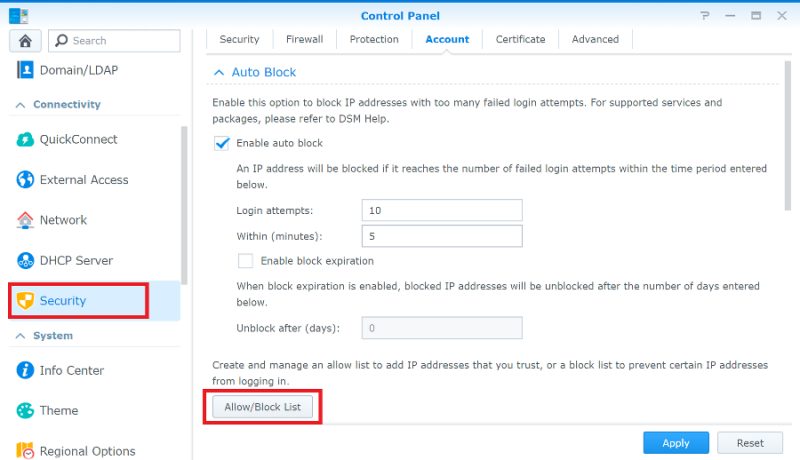 Control Panel
Search
Domain/LDAP
Connectivity
QuickConnect
External Access
Network
DHCP Server
Security
System
Info Center
Theme
Regional Options
Security Firewall Protection Account Certificate Advanced
Auto Block
Enable this option to block IP addresses with too many failed login attempts. For supported services and
packages, please refer to DSM Help.
Enable auto block
An IP address will be blocked if it reaches the number of failed login attempts within the time period entered
below.
Login attempts: 10
Within (minutes): 5
Enable block expiration
When block expiration is enabled, blocked IP addresses will be unblocked after the number of days entered
below.
Unblock after (days): 0
Create and manage an allow list to add IP addresses that you trust, or a block list to prevent certain IP addresses
from logging in.
Allow/Block List
Apply Reset